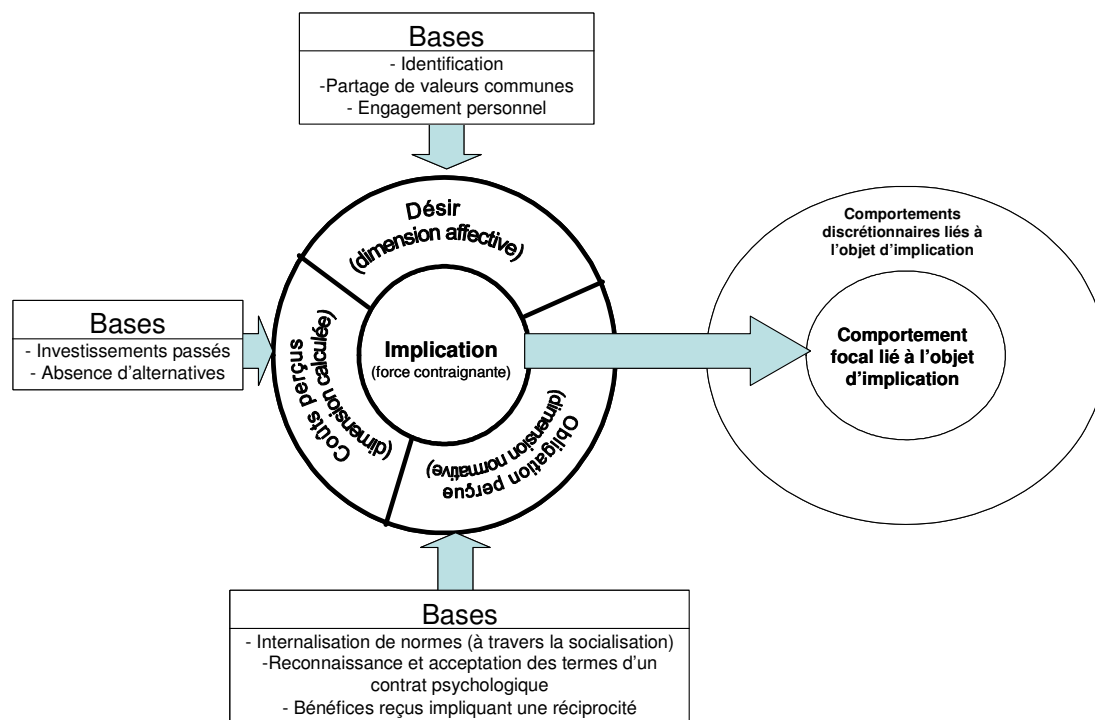 Bases
- Identification
-Partage de valeurs communes
- Engagement personnel
Désir
(dimension affective)
Comportements
discrétionnaires liés à
l’objet d’implication
Bases
- Investissements passés
- Absence d’alternatives
Coûts perçus
(dimension calculée)
Implication
(force contraignante)
Comportement
focal lié à l’objet
d’implication
Obligation perçue
(dimension normative)
Bases
- Internalisation de normes (à travers la socialisation)
-Reconnaissance et acceptation des termes d’un
contrat psychologique
- Bénéfices reçus impliquant une réciprocité